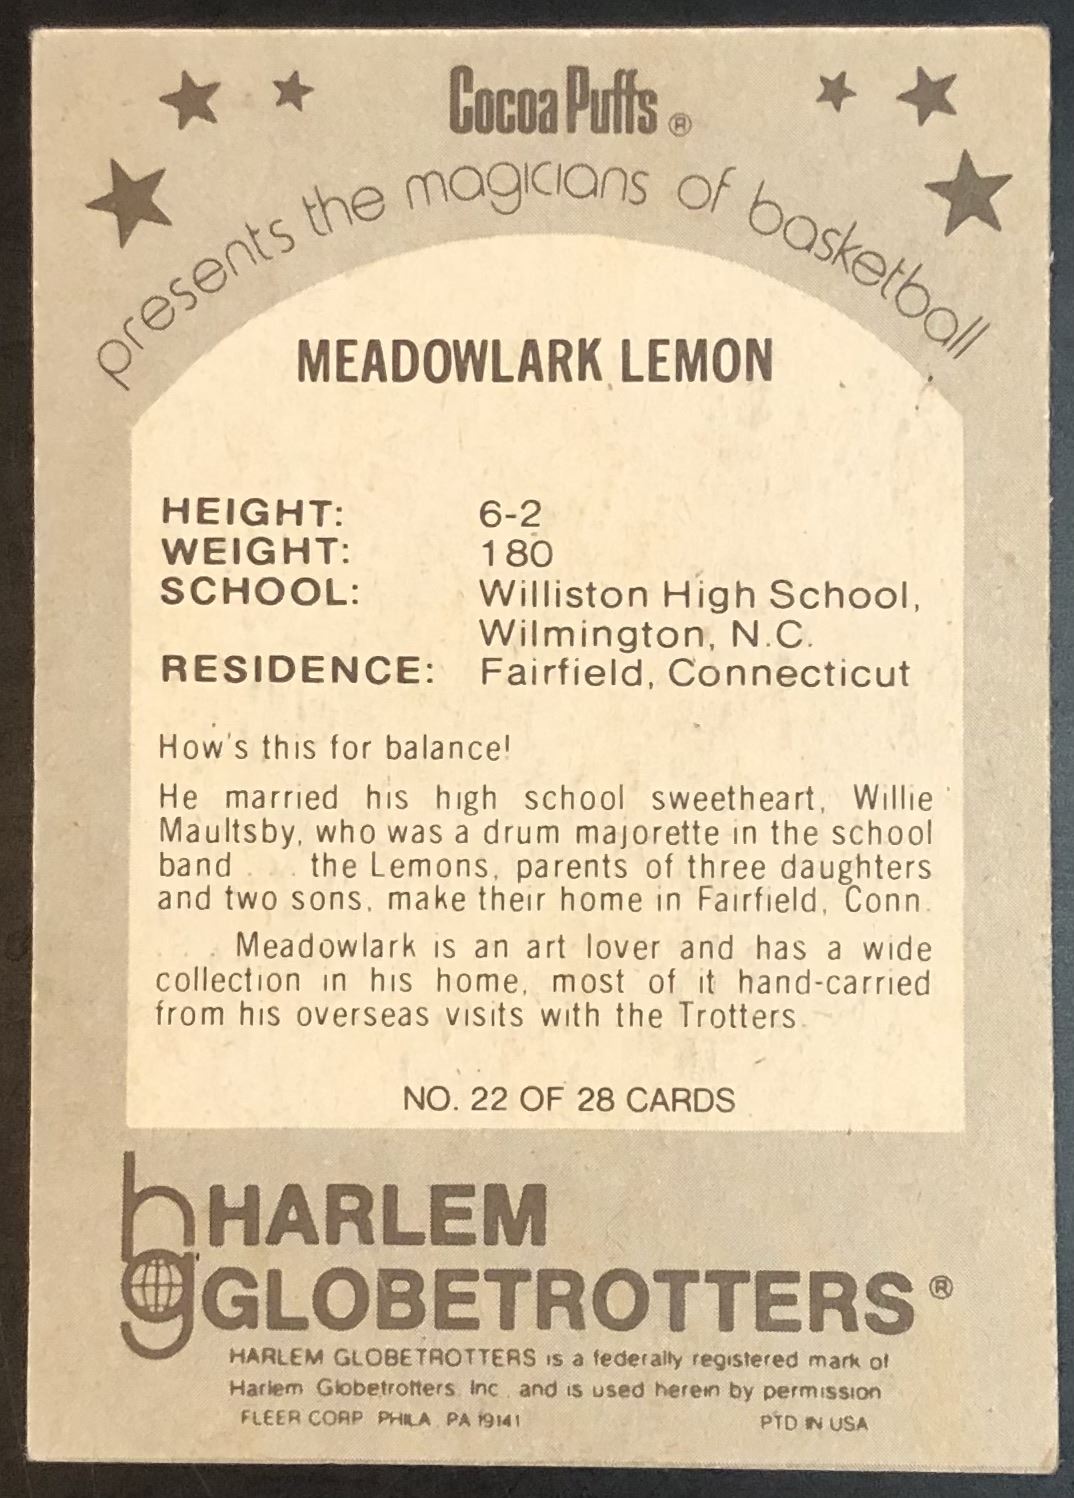 Cocoa Puffs ®
presents the magicians of basketball
MEADOWLARK LEMON
HEIGHT: 6-2
WEIGHT: 180
SCHOOL: Williston High School,
Wilmington, N.C.
RESIDENCE: Fairfield, Connecticut
How's this for balance!
He married his high school sweetheart, Willie
Maultsby, who was a drum majorette in the school
band . . . the Lemons, parents of three daughters
and two sons, make their home in Fairfield, Conn.
. . . . Meadowlark is an art lover and has a wide
collection in his home, most of it hand-carried
from his overseas visits with the Trotters.
NO. 22 OF 28 CARDS
hg HARLEM
GLOBETROTTERS ®
HARLEM GLOBETROTTERS is a federally registered mark of
Harlem Globetrotters, Inc., and is used herein by permission
FLEER CORP. PHILA., PA 19141 PTD IN USA